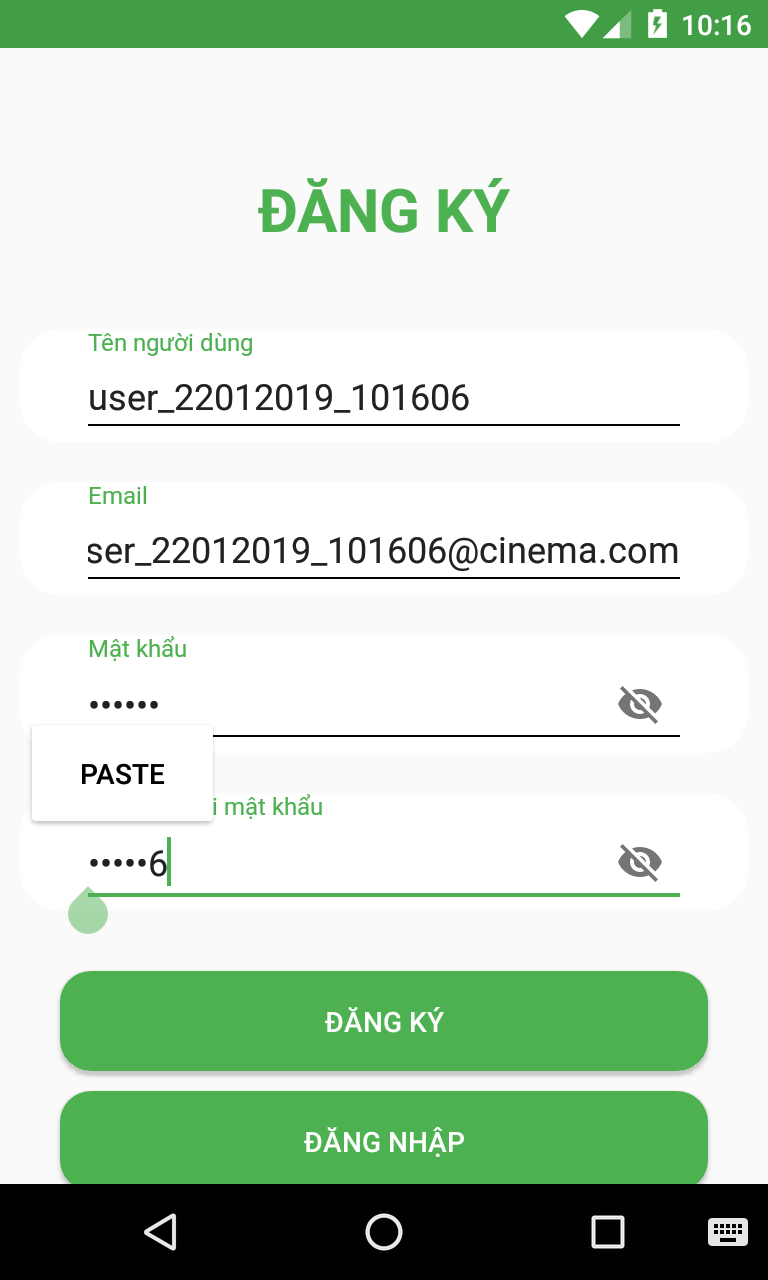 10:16
ĐĂNG KÝ
Tên người dùng
user_22012019_101606
Email
ser_22012019_101606@cinema.com
Mật khẩu
••••••
PASTE
i mật khẩu
•••••6
ĐĂNG KÝ
ĐĂNG NHẬP